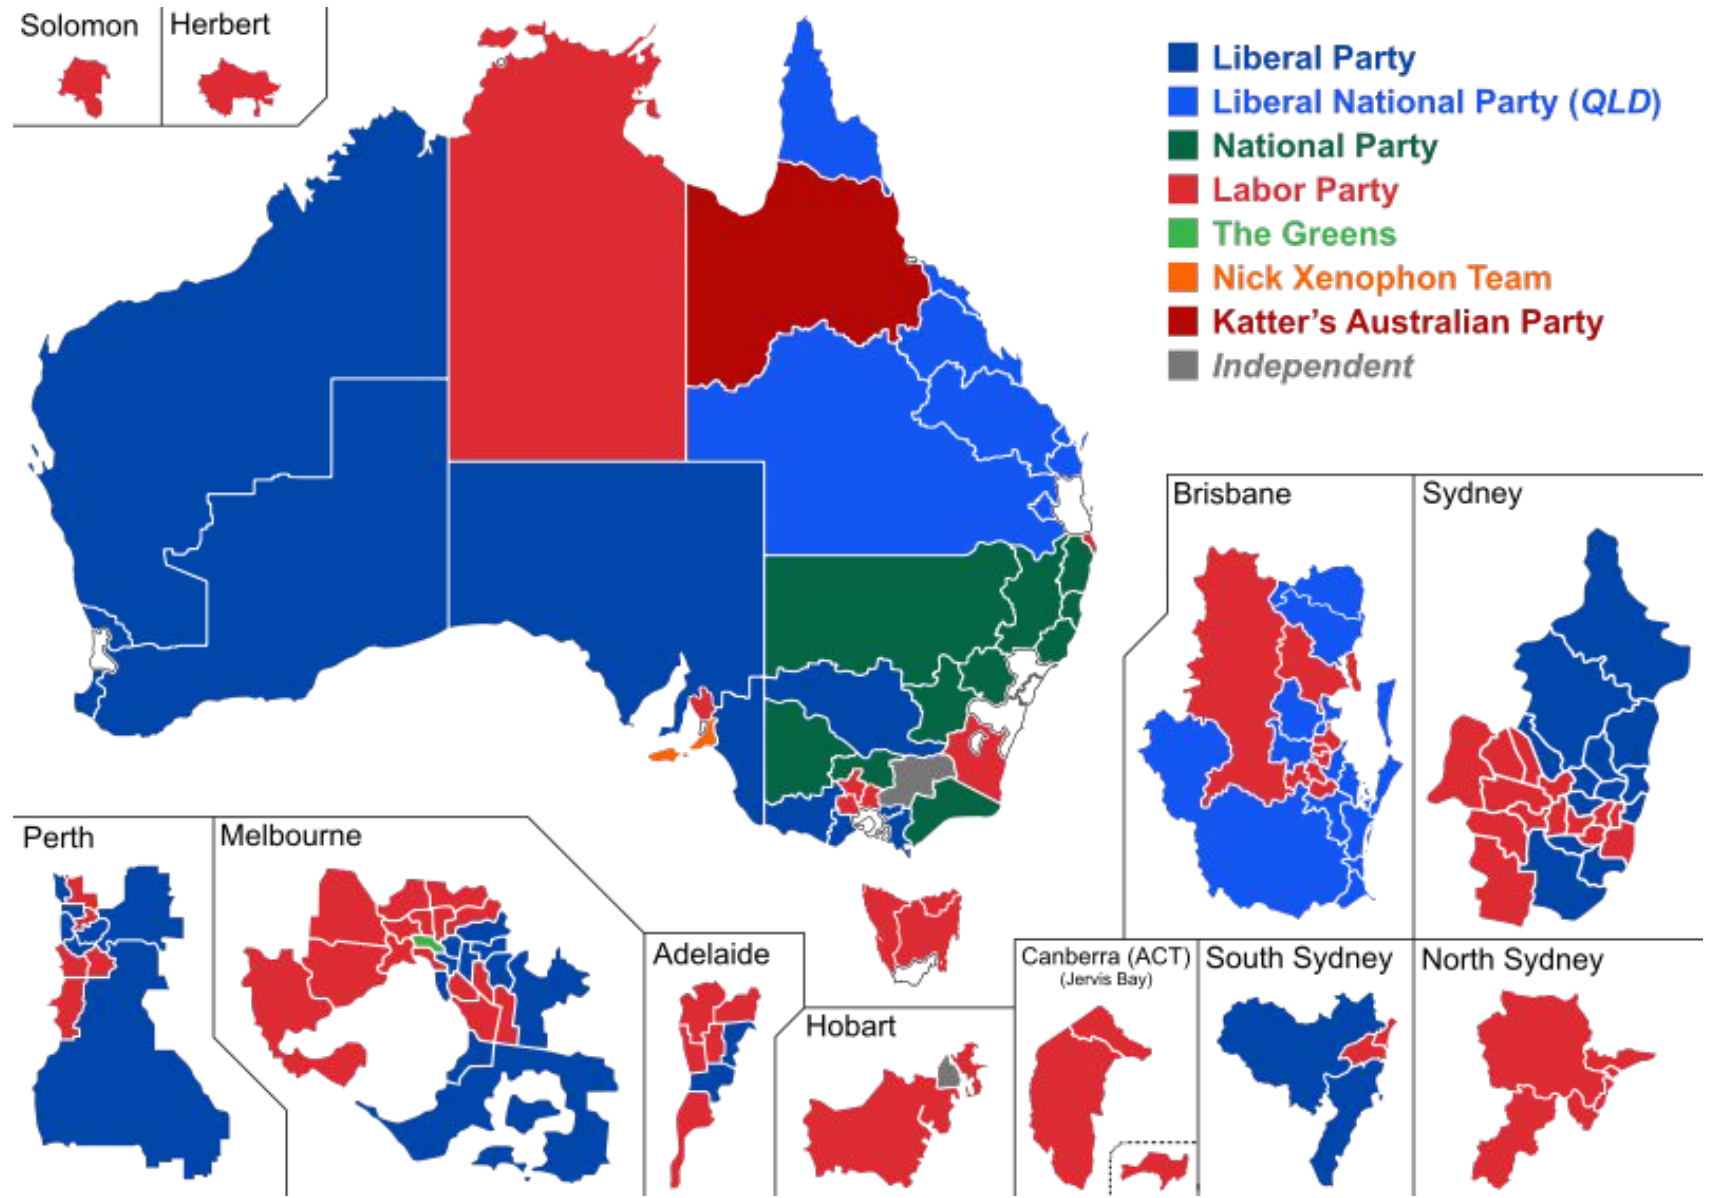 Solomon
Herbert
Liberal Party
Liberal National Party (QLD)
National Party
Labor Party
The Greens
Nick Xenophon Team
Katter’s Australian Party
Independent
Brisbane
Sydney
Perth
Melbourne
Adelaide
Hobart
Canberra (ACT)
(Jervis Bay)
South Sydney
North Sydney